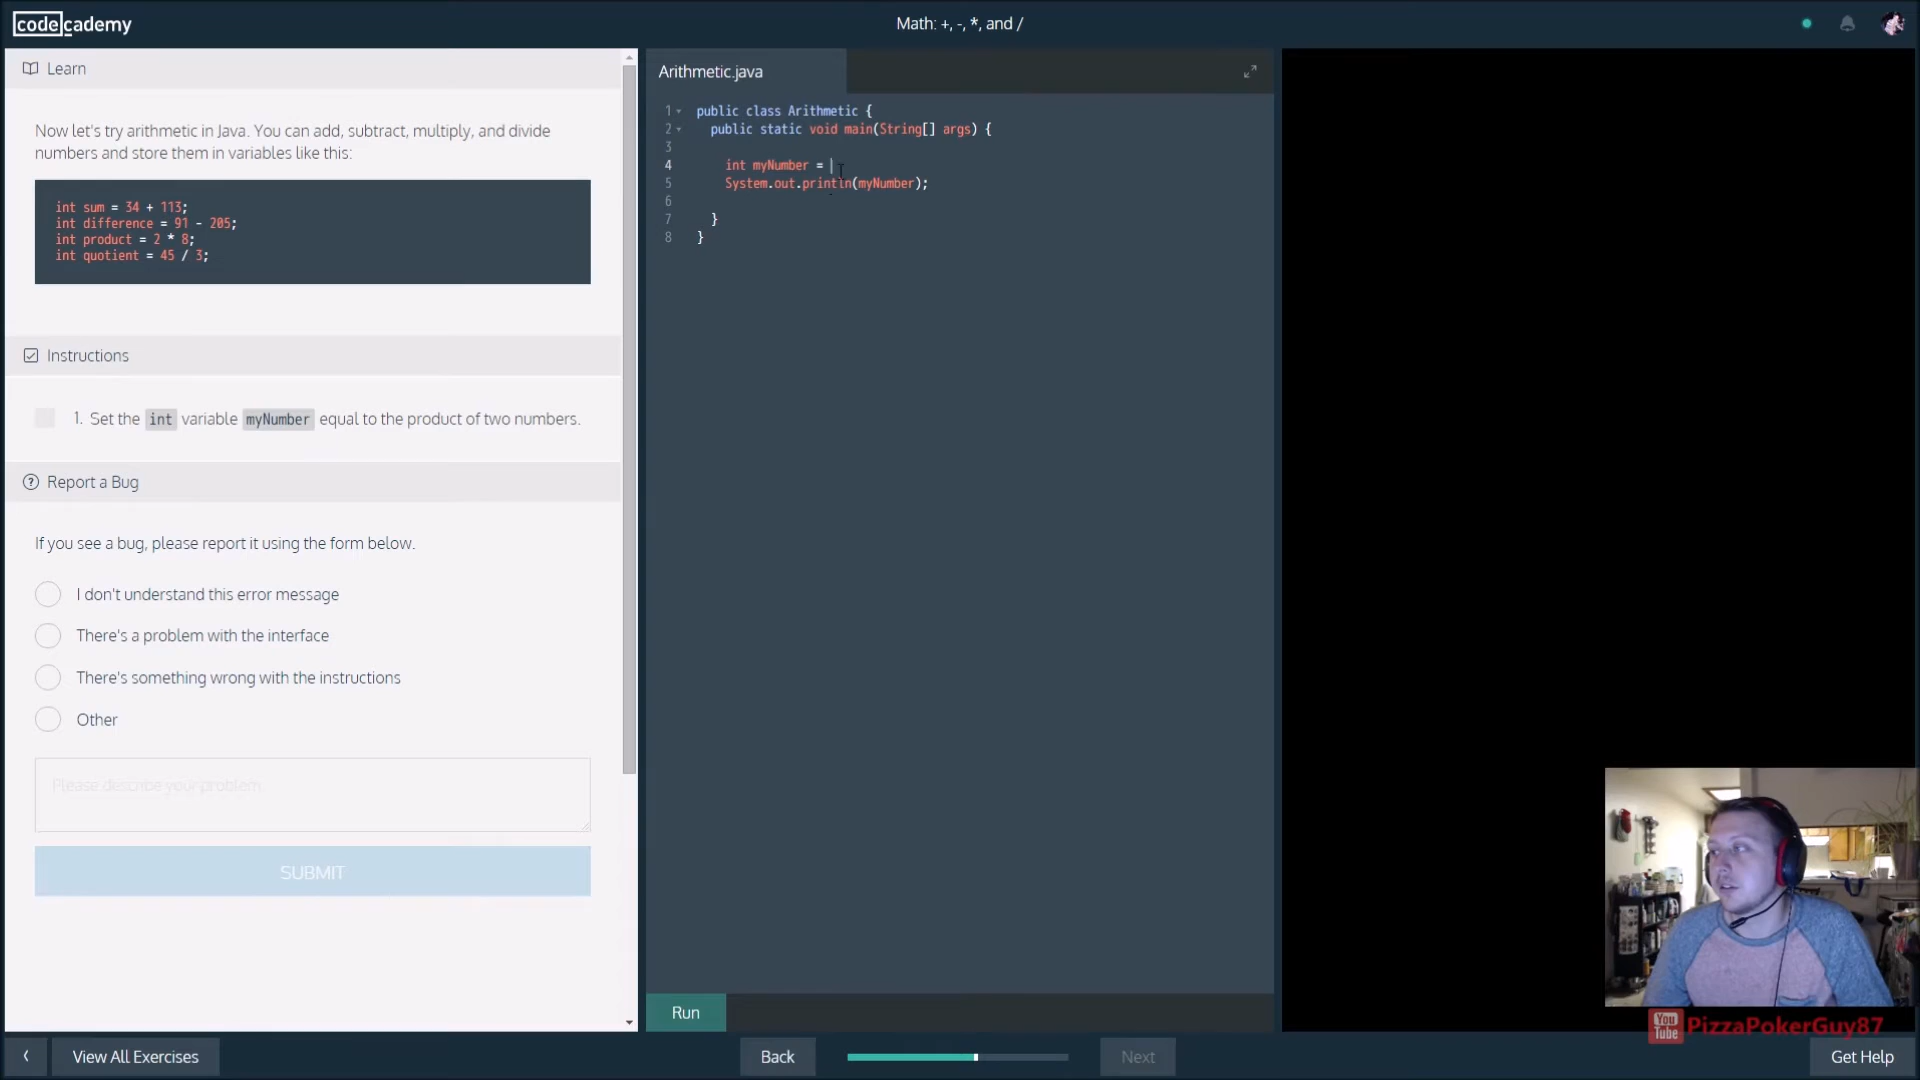 codecademy
Math: +, -, *, and /
Learn
Now let's try arithmetic in Java. You can add, subtract, multiply, and divide
numbers and store them in variables like this:
int sum = 34 + 113;
int difference = 91 - 205;
int product = 2 * 8;
int quotient = 45 / 3;
Instructions
1. Set the int variable myNumber equal to the product of two numbers.
Report a Bug
If you see a bug, please report it using the form below.
I don't understand this error message
There's a problem with the interface
There's something wrong with the instructions
Other
Please describe your problem.
SUBMIT
Arithmetic.java
1 public class Arithmetic {
2 public static void main(String[] args) {
3
4 int myNumber =
5 System.out.println(myNumber);
6
7 }
8 }
Run
You Tube PizzaPokerGuy87
View All Exercises
Back
Next
Get Help